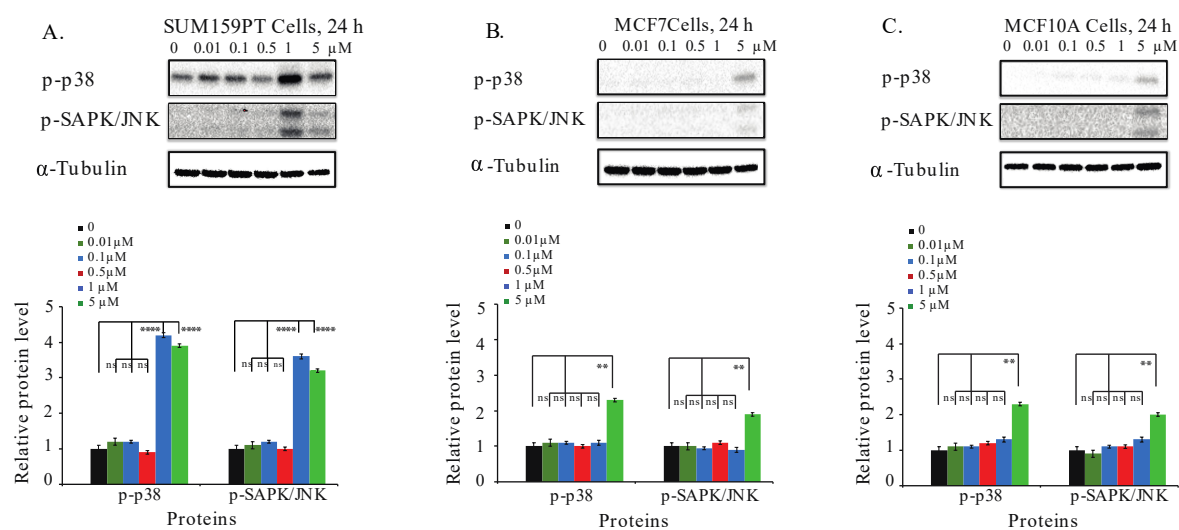 A.
SUM159PT Cells, 24 h
0 0.01 0.1 0.5 1 5 µM
p-p38
p-SAPK/JNK
α-Tubulin
0
0.01µM
0.1µM
0.5µM
1 µM
5 µM
Relative protein level
5
4
3
2
1
0
ns ns ns **** ****
ns ns ns **** ****
p-p38 p-SAPK/JNK
Proteins
B.
MCF7Cells, 24 h
0 0.01 0.1 0.5 1 5 µM
p-p38
p-SAPK/JNK
α-Tubulin
0
0.01µM
0.1µM
0.5µM
1 µM
5 µM
Relative protein level
5
4
3
2
1
0
**
ns ns ns ns
**
ns ns ns ns
p-p38 p-SAPK/JNK
Proteins
C.
MCF10A Cells, 24 h
0 0.01 0.1 0.5 1 5 µM
p-p38
p-SAPK/JNK
α-Tubulin
0
0.01µM
0.1µM
0.5µM
1 µM
5 µM
Relative protein level
5
4
3
2
1
0
**
ns ns ns ns
**
ns ns ns ns
p-p38 p-SAPK/JNK
Proteins